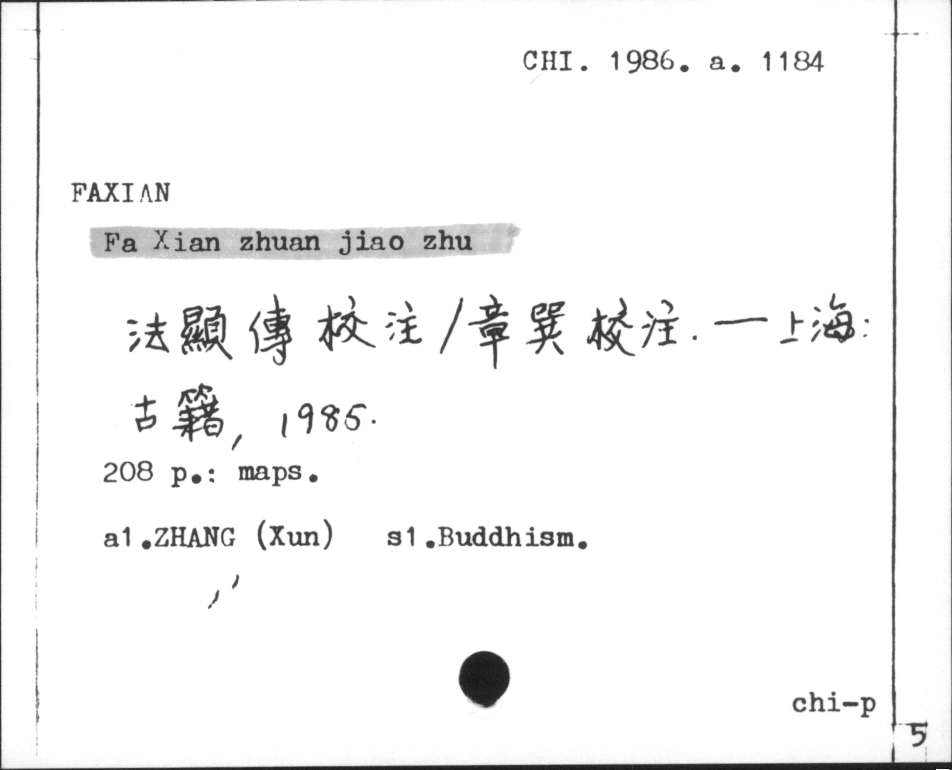 CHI. 1986. a. 1184
FAXIAN
Fa Xian zhuan jiao zhu
法顯傳校注/章巽校注.—上海:
古籍, 1985.
208 p.: maps.
a1.ZHANG (Xun) s1.Buddhism.
chi-p
5